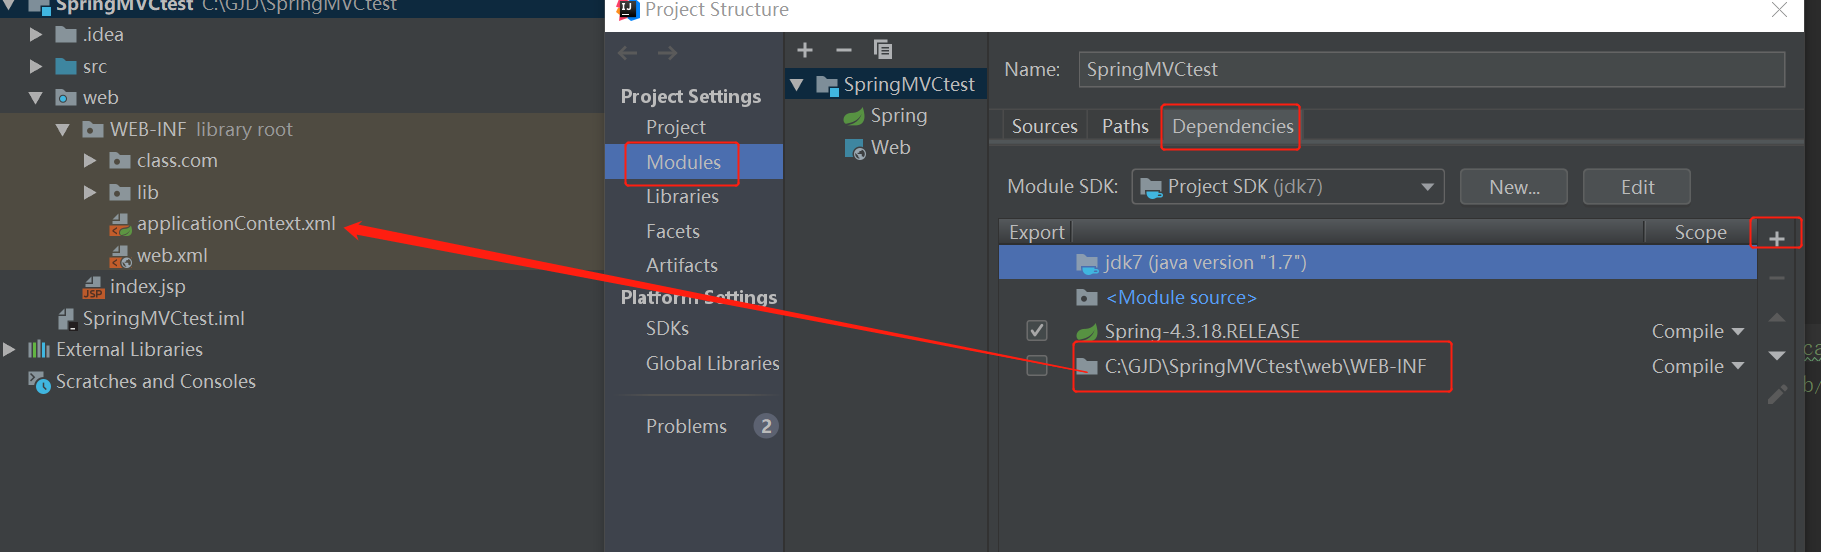 SpringMVCtest C:\GJD\SpringMVCtest
.idea
src
web
WEB-INF library root
class.com
lib
applicationContext.xml
web.xml
index.jsp
SpringMVCtest.iml
External Libraries
Scratches and Consoles
Project Structure
Project Settings
Project
Modules
Libraries
Facets
Artifacts
Platform Settings
SDKs
Global Libraries
Problems 2
SpringMVCtest
Spring
Web
Name: SpringMVCtest
Sources Paths Dependencies
Module SDK: Project SDK (jdk7) New... Edit
Export Scope
jdk7 (java version "1.7")
<Module source>
Spring-4.3.18.RELEASE Compile
C:\GJD\SpringMVCtest\web\WEB-INF Compile
ca
b/